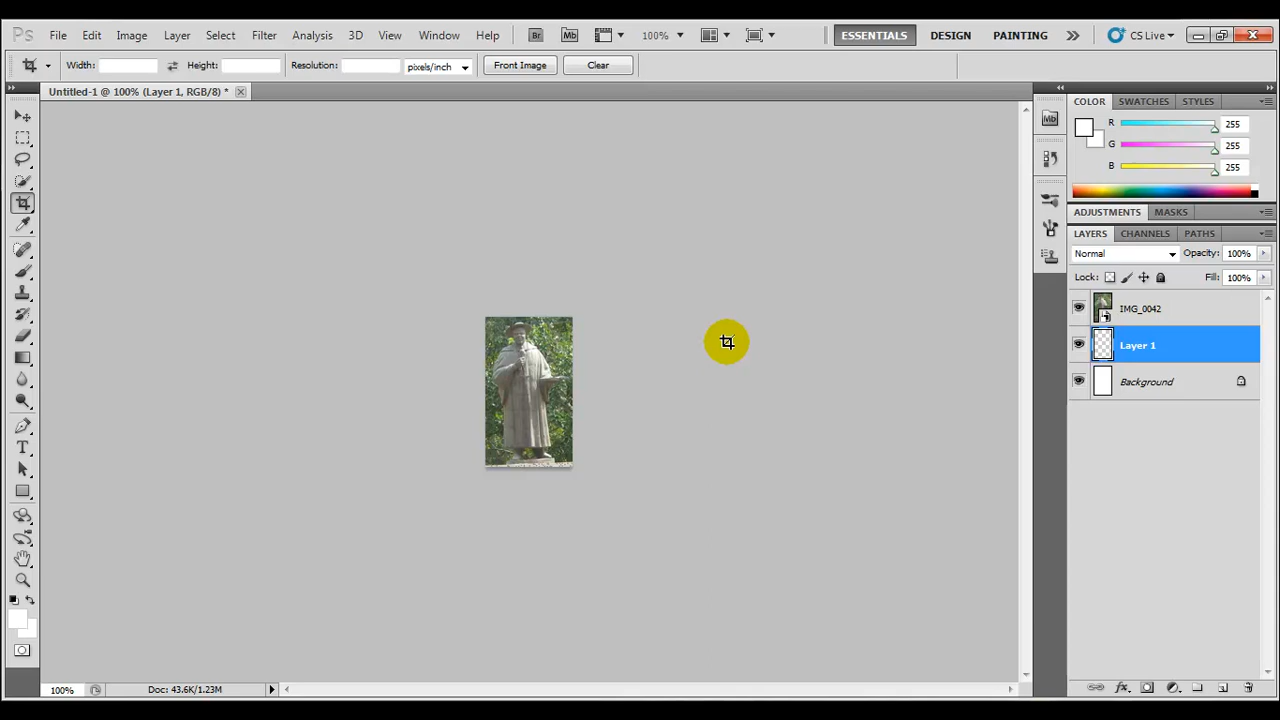 Ps File Edit Image Layer Select Filter Analysis 3D View Window Help Br Mb 100% ESSENTIALS DESIGN PAINTING CS Live
Width: Height: Resolution: pixels/inch Front Image Clear
Untitled-1 @ 100% (Layer 1, RGB/8) *
COLOR SWATCHES STYLES
Mb
R 255
G 255
B 255
ADJUSTMENTS MASKS
LAYERS CHANNELS PATHS
Normal Opacity: 100%
Lock: Fill: 100%
IMG_0042
Layer 1
Background
T
100% Doc: 43.6K/1.23M
fx